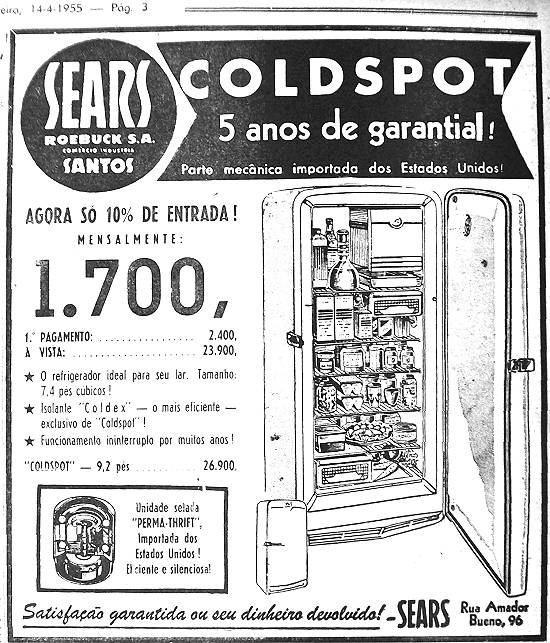 eira, 14-4-1955 — Pág. 3
SEARS
ROEBUCK S.A.
COMERCIO INDUSTRIA
SANTOS
COLDSPOT
5 anos de garantial!
Parte mecânica importada dos Estados Unidos!
AGORA SÓ 10% DE ENTRADA!
MENSALMENTE:
1.700,
1.° PAGAMENTO: 2.400,
À VISTA: 23.900,
★ O refrigerador ideal para seu lar. Tamanho:
7,4 pés cubicos!
★ Isolante "Coldex" — o mais eficiente —
exclusivo de "Coldspot"!
★ Funcionamento ininterrupto por muitos anos!
"COLDSPOT" — 9,2 pés 26.900,
Unidade selada
"PERMA-THRIFT",
Importada dos
Estados Unidos!
Eficiente e silenciosa!
Satisfação garantida ou seu dinheiro devolvido! - SEARS
Rua Amador
Bueno, 96